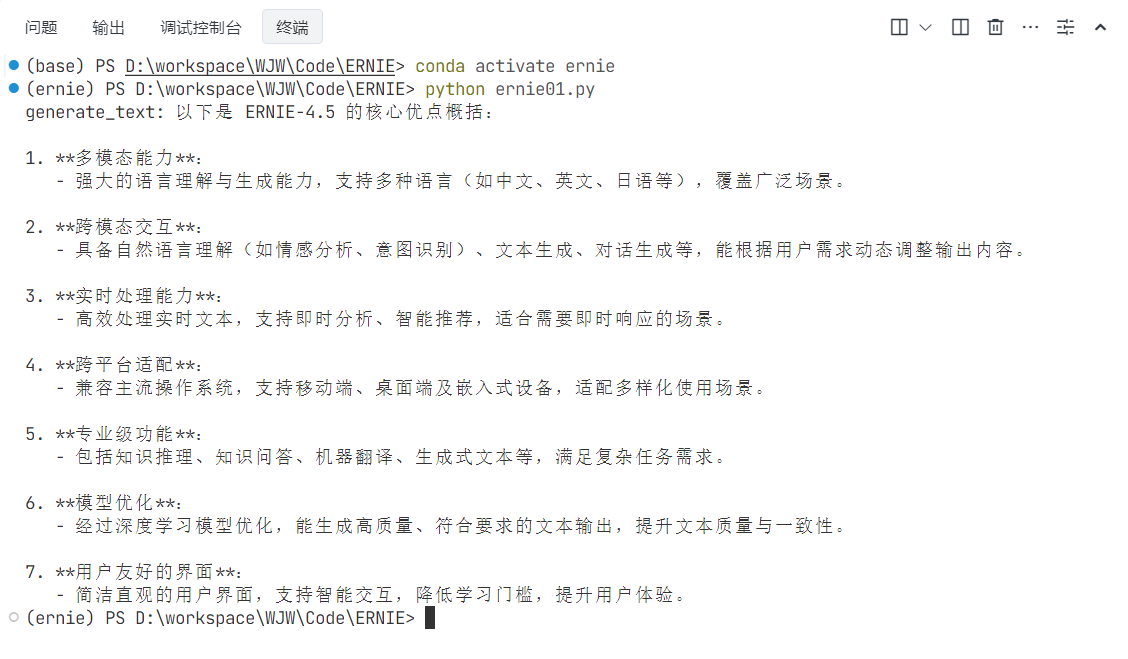 问题 输出 调试控制台 终端
(base) PS D:\workspace\WJW\Code\ERNIE> conda activate ernie
(ernie) PS D:\workspace\WJW\Code\ERNIE> python ernie01.py
generate_text: 以下是 ERNIE-4.5 的核心优点概括：
1. **多模态能力**：
- 强大的语言理解与生成能力，支持多种语言（如中文、英文、日语等），覆盖广泛场景。
2. **跨模态交互**：
- 具备自然语言理解（如情感分析、意图识别）、文本生成、对话生成等，能根据用户需求动态调整输出内容。
3. **实时处理能力**：
- 高效处理实时文本，支持即时分析、智能推荐，适合需要即时响应的场景。
4. **跨平台适配**：
- 兼容主流操作系统，支持移动端、桌面端及嵌入式设备，适配多样化使用场景。
5. **专业级功能**：
- 包括知识推理、知识问答、机器翻译、生成式文本等，满足复杂任务需求。
6. **模型优化**：
- 经过深度学习模型优化，能生成高质量、符合要求的文本输出，提升文本质量与一致性。
7. **用户友好的界面**：
- 简洁直观的用户界面，支持智能交互，降低学习门槛，提升用户体验。
(ernie) PS D:\workspace\WJW\Code\ERNIE>